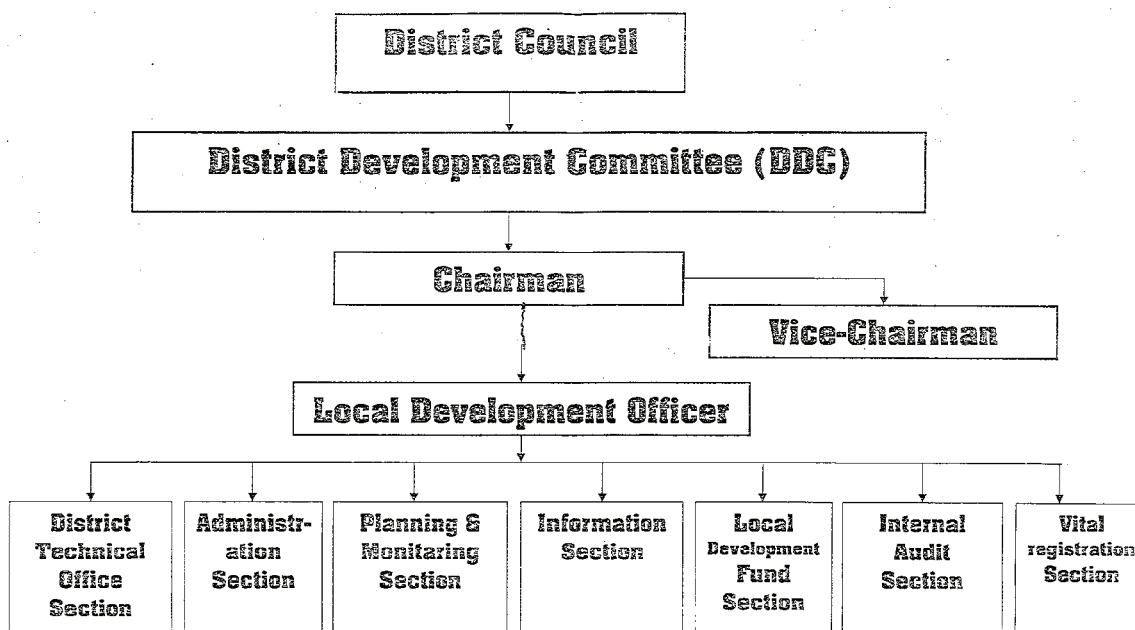 District Council
District Development Committee (DDC)
Chairman
Vice-Chairman
Local Development Officer
District
Technical
Office
Section
Administr-
ation
Section
Planning &
Monitaring
Section
Information
Section
Local
Development
Fund
Section
Internal
Audit
Section
Vital
registration
Section